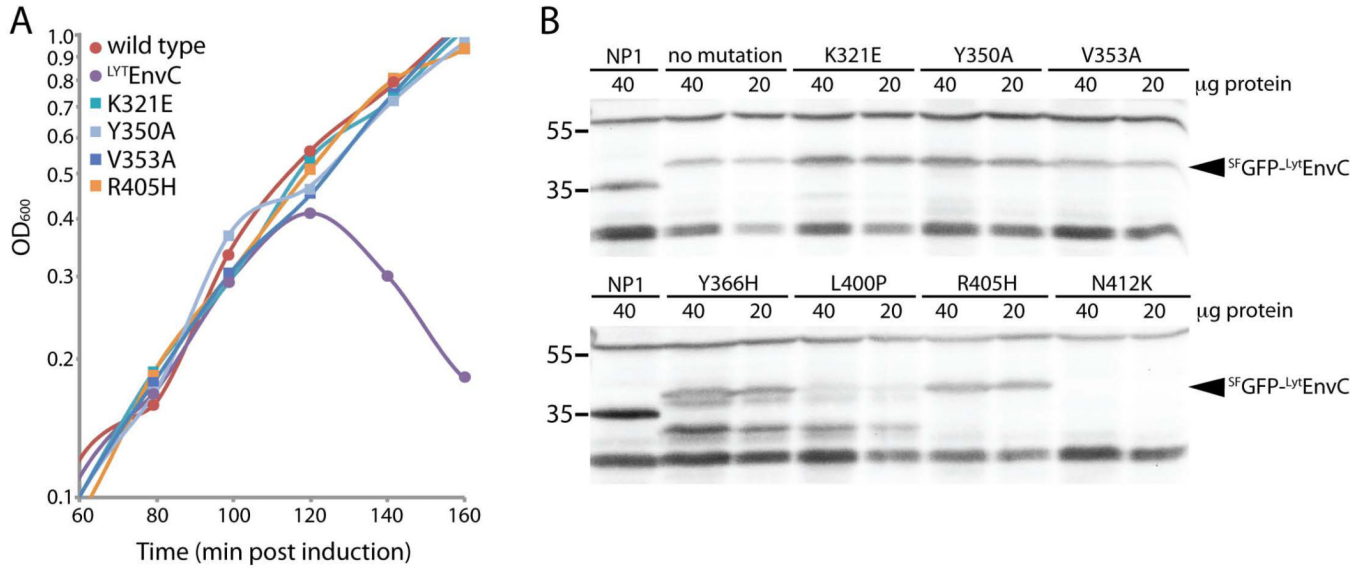 A
1.0
0.9
0.8
0.7
0.6
0.5
0.4
0.3
0.2
0.1
OD600
wild type
LYTEnvC
K321E
Y350A
V353A
R405H
60 80 100 120 140 160
Time (min post induction)
B
NP1 no mutation K321E Y350A V353A
40 40 20 40 20 40 20 40 20 μg protein
55
35
SFGFP-LytEnvC
NP1 Y366H L400P R405H N412K
40 40 20 40 20 40 20 40 20 μg protein
55
35
SFGFP-LytEnvC